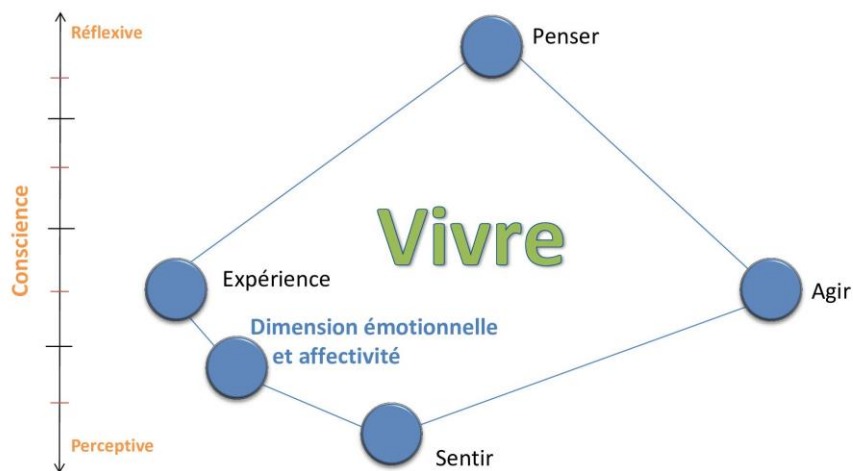 Réflexive
Penser
Conscience
Vivre
Expérience
Agir
Dimension émotionnelle
et affectivité
Perceptive
Sentir